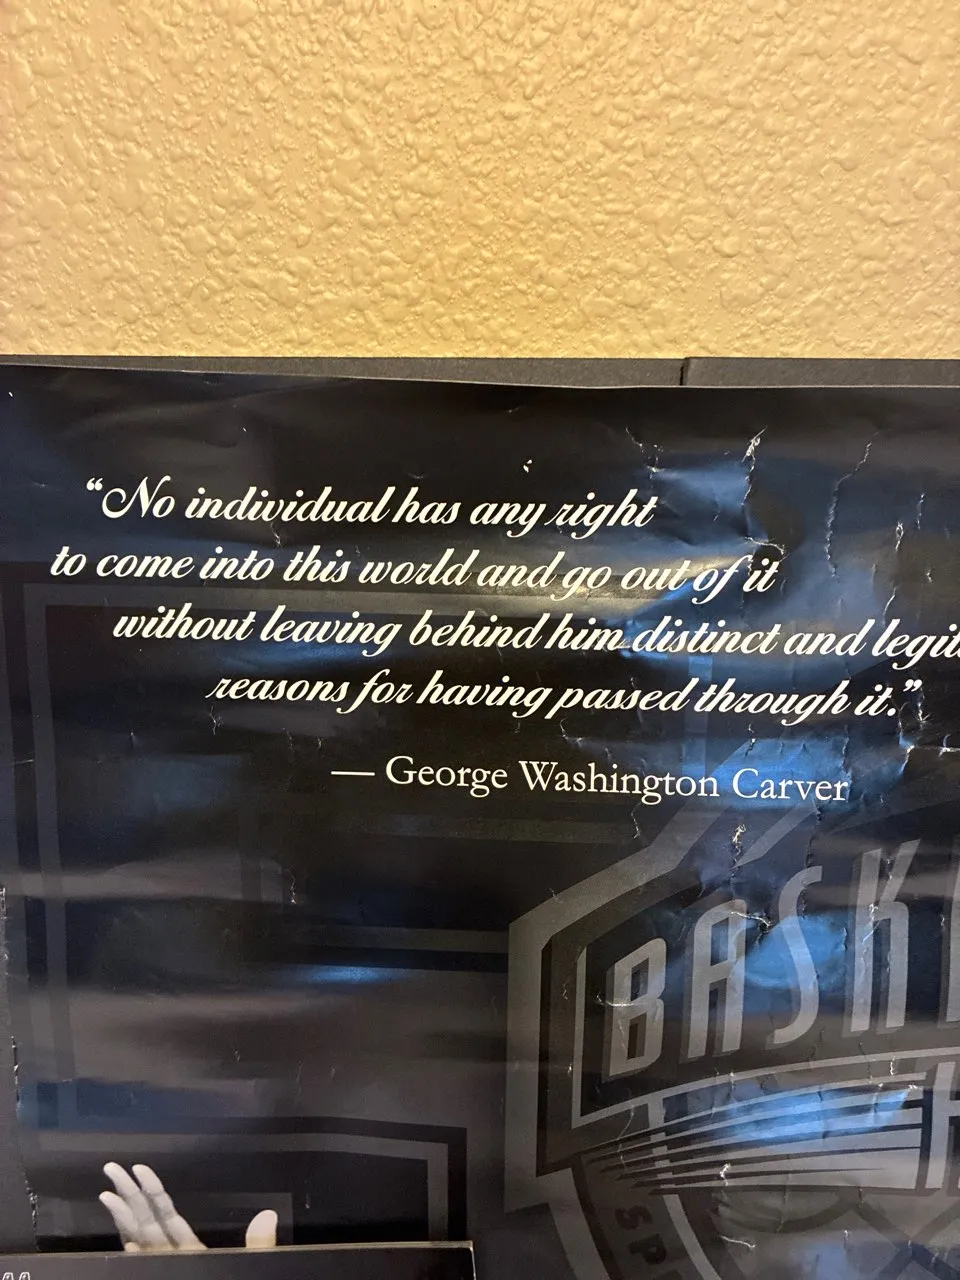 “No individual has any right
to come into this world and go out of it
without leaving behind him distinct and legit
reasons for having passed through it.”
— George Washington Carver
BASK
H
SP